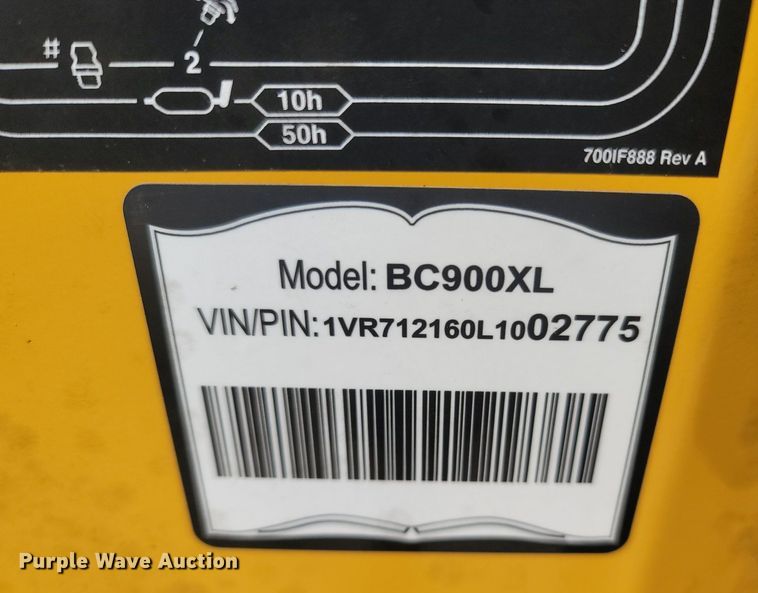 #
2
10h
50h
700IF888 Rev A
Model: BC900XL
VIN/PIN:1VR712160L1002775
Purple Wave Auction